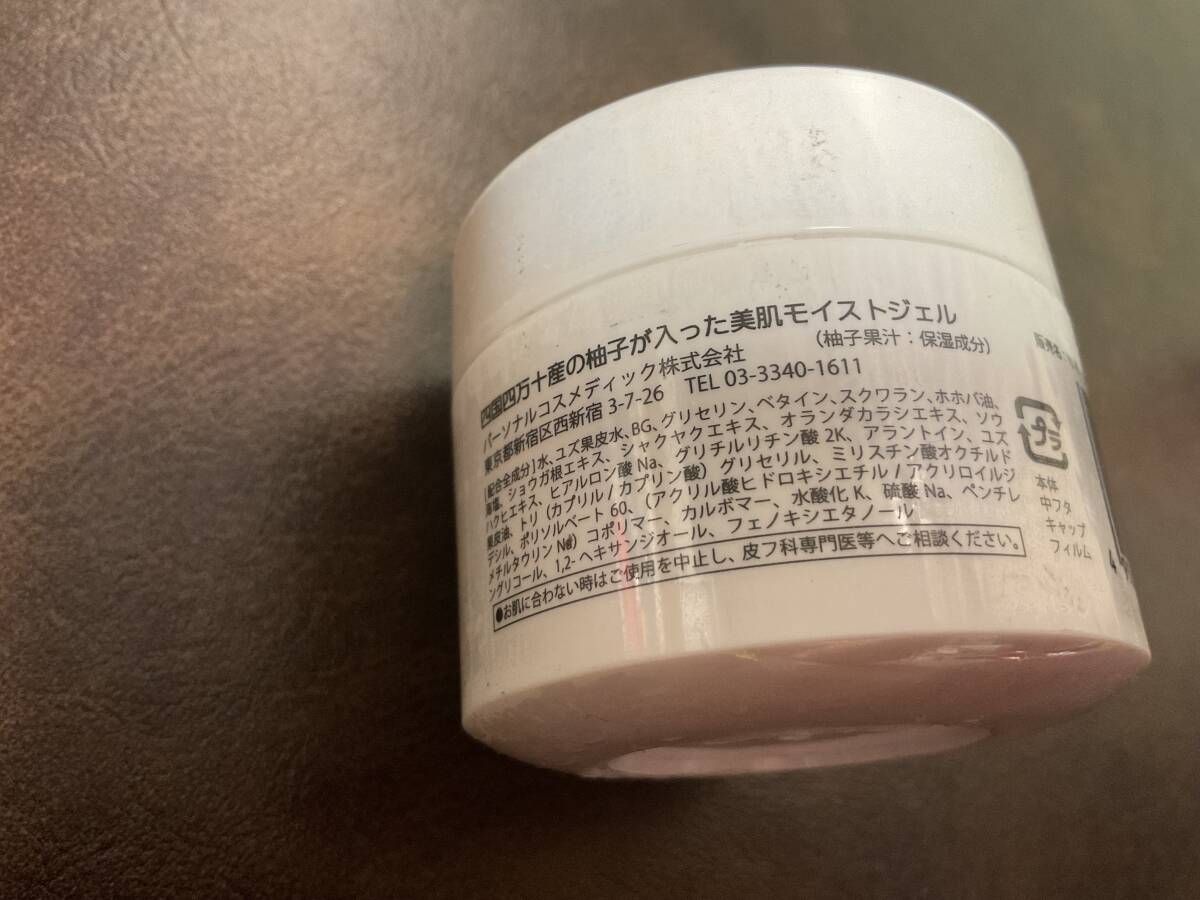 四国四万十産の柚子が入った美肌モイストジェル
(柚子果汁:保湿成分)
パーソナルコスメディック株式会社
東京都新宿区西新宿 3-7-26 TEL 03-3340-1611
[配合全成分] 水、ユズ果皮水、BG、グリセリン、ベタイン、スクワラン、ホホバ油、
海塩、ショウガ根エキス、シャクヤクエキス、オランダカラシエキス、ソウ
ハクヒエキス、ヒアルロン酸 Na、グリチルリチン酸 2K、アラントイン、ユズ
果皮油、トリ (カプリル / カプリン酸) グリセリル、ミリスチン酸オクチルド
デシル、ポリソルベート 60、(アクリル酸ヒドロキシエチル / アクリロイルジ
メチルタウリン Na) コポリマー、カルボマー、水酸化 K、硫酸 Na、ペンチレ
ングリコール、1,2- ヘキサンジオール、フェノキシエタノール
●お肌に合わない時はご使用を中止し、皮フ科専門医等へご相談ください。
販売名:
プラ
本体
中フタ
キャップ
フィルム